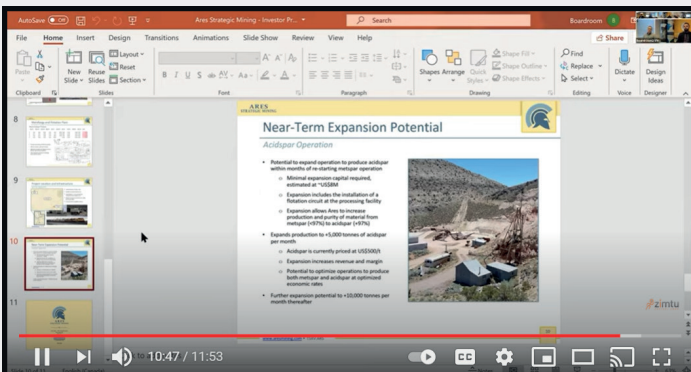 AutoSave Off Ares Strategic Mining - Investor Pr... Search Boardroom
File Home Insert Design Transitions Animations Slide Show Review View Help Share
Paste New Slide Reuse Slides Layout Reset Section Shapes Arrange Quick Styles Shape Fill Shape Outline Shape Effects Find Replace Select Dictate Design Ideas
Clipboard Slides Font Paragraph Drawing Editing Voice Designer
8
9
10
11
ARES
STRATEGIC MINING
Near-Term Expansion Potential
Acidspar Operation
• Potential to expand operation to produce acidspar
within months of re-starting metspar operation
o Minimal expansion capital required,
estimated at ~US$8M
o Expansion includes the installation of a
flotation circuit at the processing facility
o Expansion allows Ares to increase
production and purity of material from
metspar (<97%) to acidspar (+97%)
• Expands production to +5,000 tonnes of acidspar
per month
o Acidspar is currently priced at US$500/t
o Expansion increases revenue and margin
o Potential to optimize operations to produce
both metspar and acidspar at optimized
economic rates
• Further expansion potential to +10,000 tonnes per
month thereafter
zimtu
10:47 / 11:53
CC